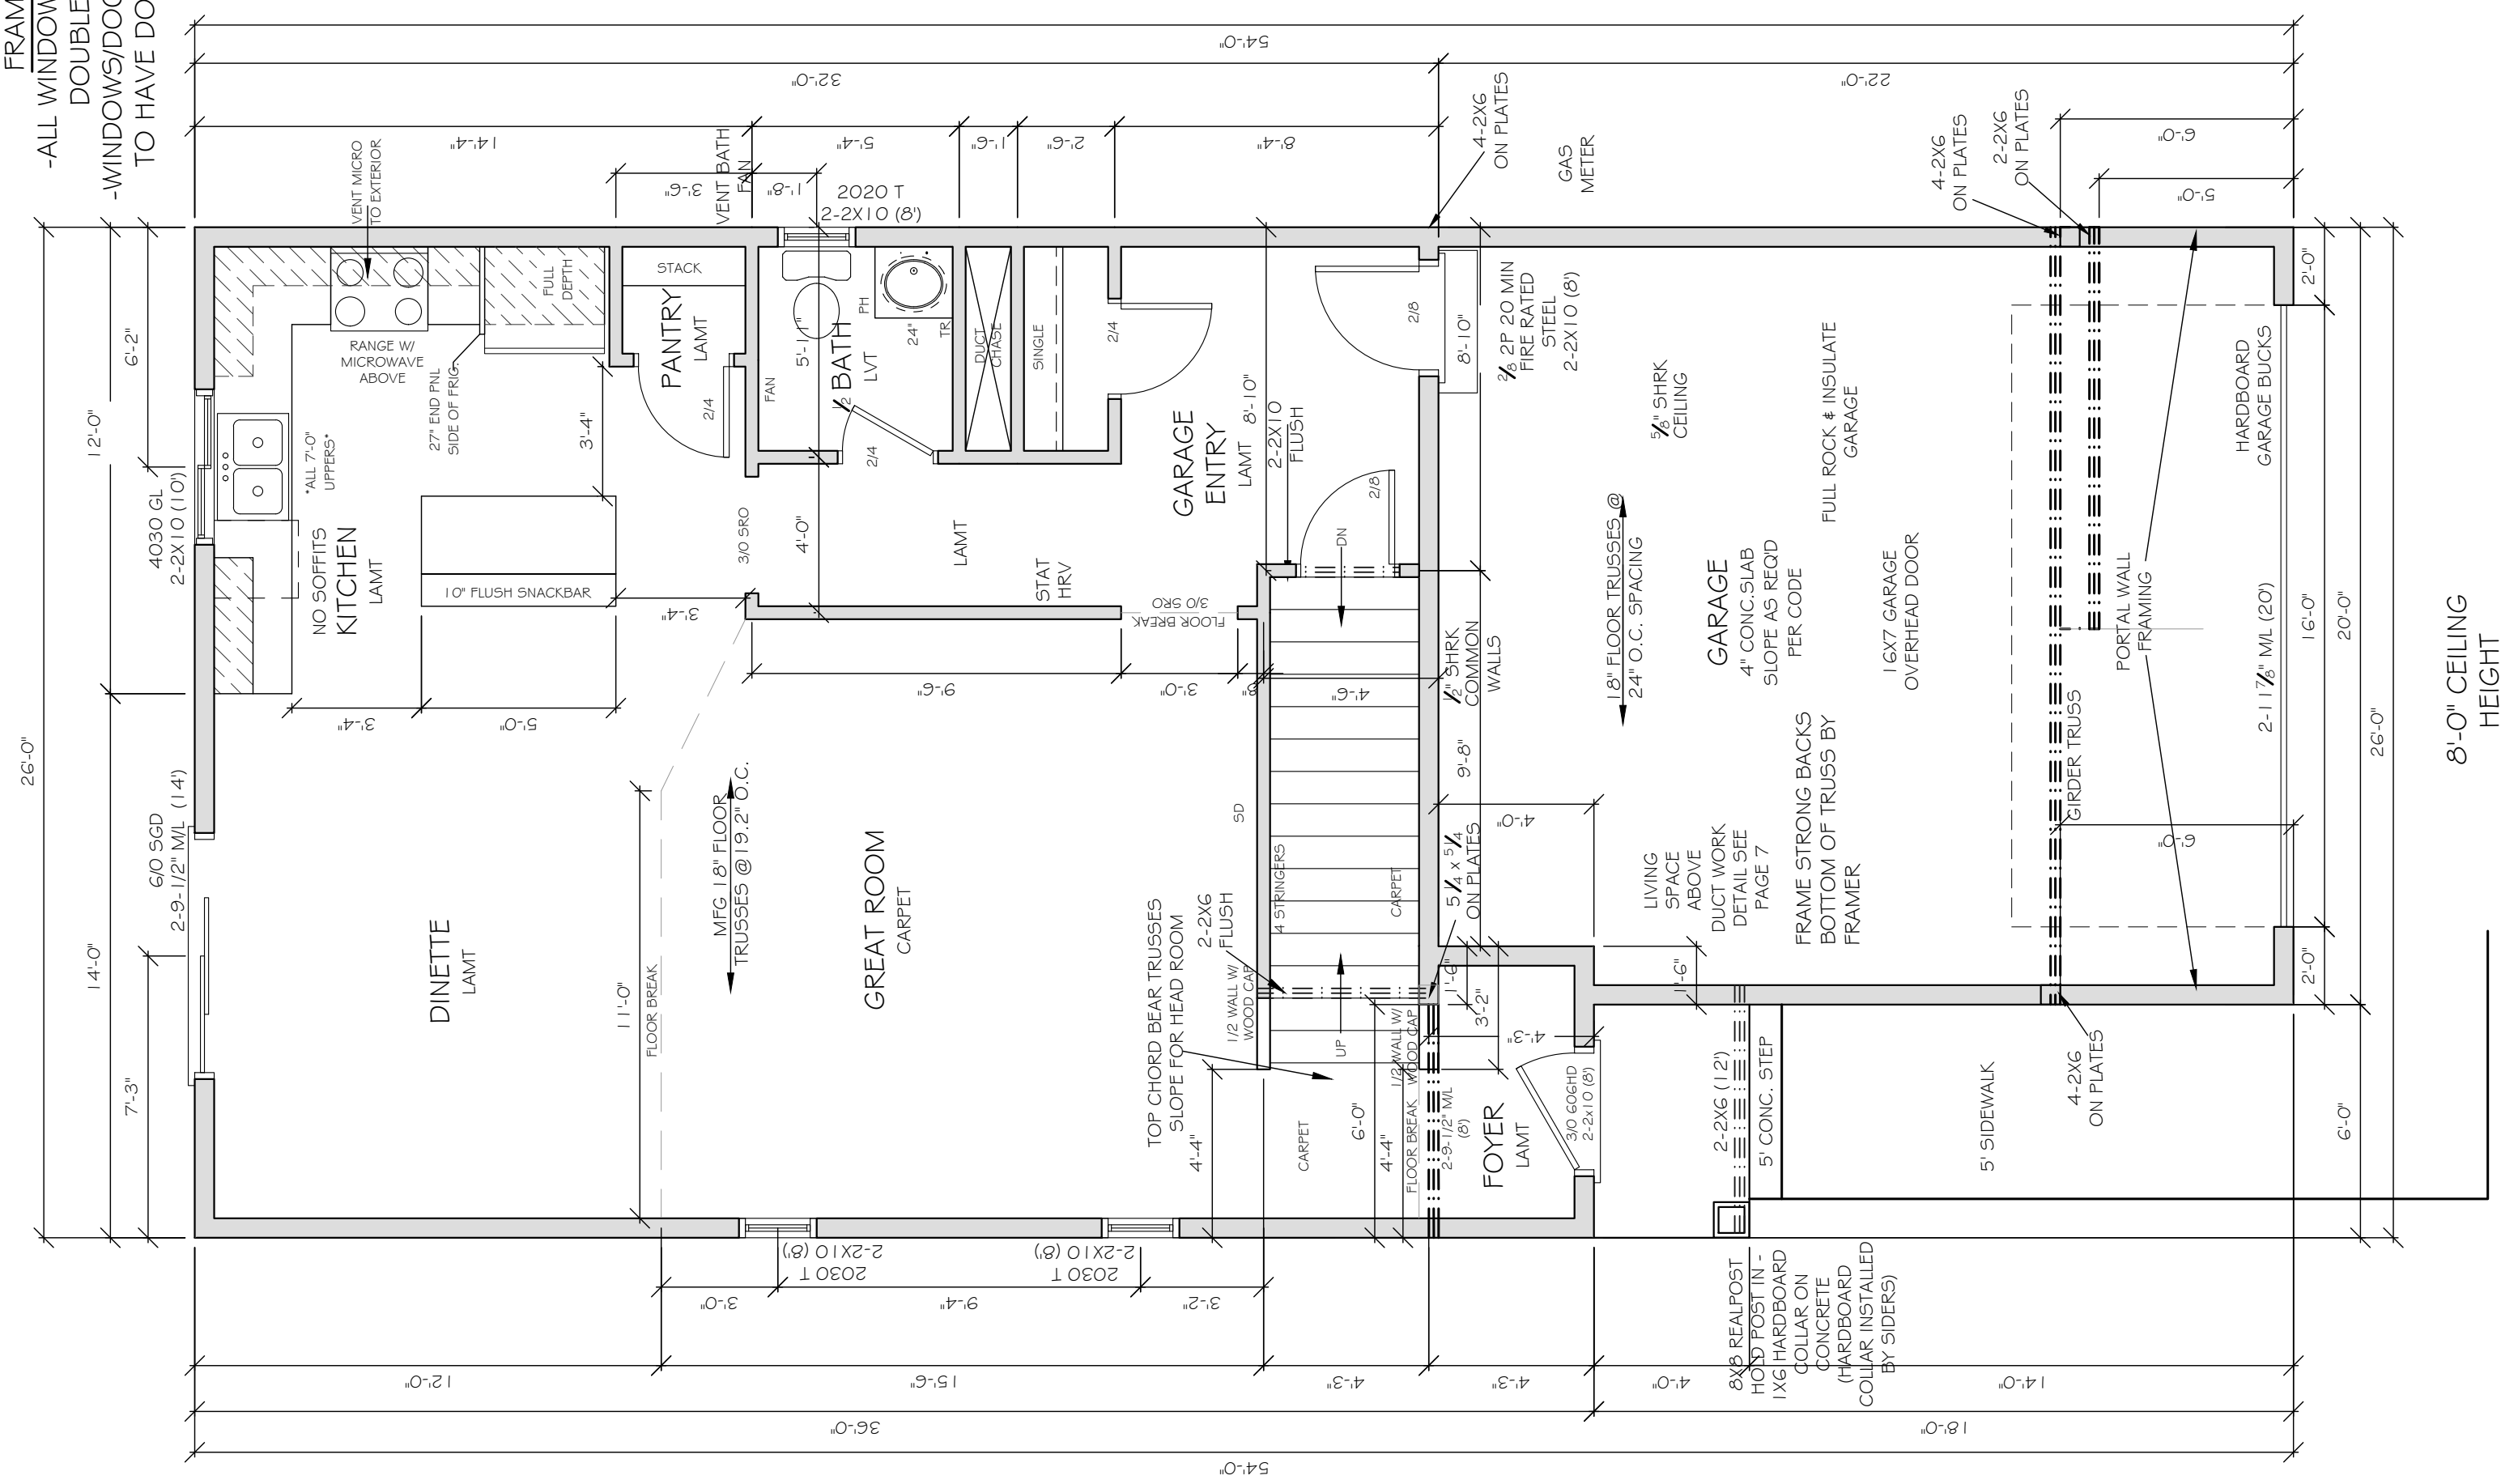 FRAM
-ALL WINDOW
DOUBLE
-WINDOWS/DOO
TO HAVE DO
54'-0"
32'-0"
22'-0"
14'-4"
5'-4"
1'-6"
2'-6"
8'-4"
3'-6"
1'-8"
6'-0"
5'-0"
VENT MICRO
TO EXTERIOR
VENT BATH
FAN
2020 T
2-2X10 (8')
4-2X6
ON PLATES
GAS
METER
4-2X6
ON PLATES
2-2X6
ON PLATES
26'-0"
12'-0"
6'-2"
14'-0"
7'-3"
4030 GL
2-2X10 (10')
6/0 SGD
2-9-1/2" M/L (14')
RANGE W/
MICROWAVE
ABOVE
27" END PNL
SIDE OF FRIG.
FULL
DEPTH
*ALL 7'-0"
UPPERS*
NO SOFFITS
KITCHEN
LAMT
10" FLUSH SNACKBAR
3'-4"
3'-4"
3'-4"
5'-0"
STACK
PANTRY
LAMT
2/4
FAN
5'-11"
½ BATH
LVT
PH
24"
TR
2/4
DUCT
CHASE
SINGLE
2/4
3/0 SRO
4'-0"
LAMT
STAT
HRV
GARAGE
ENTRY
LAMT
8'-10"
2-2X10
FLUSH
2/8
2/8
DN
8'-10"
⅔ 2P 20 MIN
FIRE RATED
STEEL
2-2X10 (8')
3/0 SRO
FLOOR BREAK
9'-6"
3'-0"
8"
4'-6"
½" SHRK
COMMON
WALLS
9'-8"
4'-0"
DINETTE
LAMT
11'-0"
FLOOR BREAK
MFG 18" FLOOR
TRUSSES @19.2" O.C.
GREAT ROOM
CARPET
SD
4 STRINGERS
CARPET
5¼ x 5¼
ON PLATES
2-2X6
FLUSH
TOP CHORD BEAR TRUSSES
SLOPE FOR HEAD ROOM
1/2 WALL W/
WOOD CAP
UP
1/2 WALL W/
WOOD CAP
4'-4"
CARPET
6'-0"
4'-4"
FLOOR BREAK
2-9-1/2" M/L
(8')
1'-6"
3'-2"
4'-3"
FOYER
LAMT
3/0 606HD
2-2x10 (8')
1'-6"
5/8" SHRK
CEILING
18" FLOOR TRUSSES @
24" O.C. SPACING
GARAGE
4" CONC.SLAB
SLOPE AS REQ'D
PER CODE
FULL ROCK & INSULATE
GARAGE
16X7 GARAGE
OVERHEAD DOOR
LIVING
SPACE
ABOVE
DUCT WORK
DETAIL SEE
PAGE 7
FRAME STRONG BACKS
BOTTOM OF TRUSS BY
FRAMER
GIRDER TRUSS
PORTAL WALL
FRAMING
6'-0"
HARDBOARD
GARAGE BUCKS
2-11⅞" M/L (20')
2'-0"
16'-0"
2'-0"
20'-0"
6'-0"
26'-0"
8'-0" CEILING
HEIGHT
2-2X6 (12')
5' CONC. STEP
5' SIDEWALK
4-2X6
ON PLATES
2-2X10 (8')
2030 T
2-2X10 (8')
2030 T
3'-0"
9'-4"
3'-2"
8X8 REALPOST
HOLD POST IN -
1X6 HARDBOARD
COLLAR ON
CONCRETE
(HARDBOARD
COLLAR INSTALLED
BY SIDERS)
12'-0"
15'-6"
4'-3"
4'-3"
4'-0"
14'-0"
36'-0"
18'-0"
54'-0"